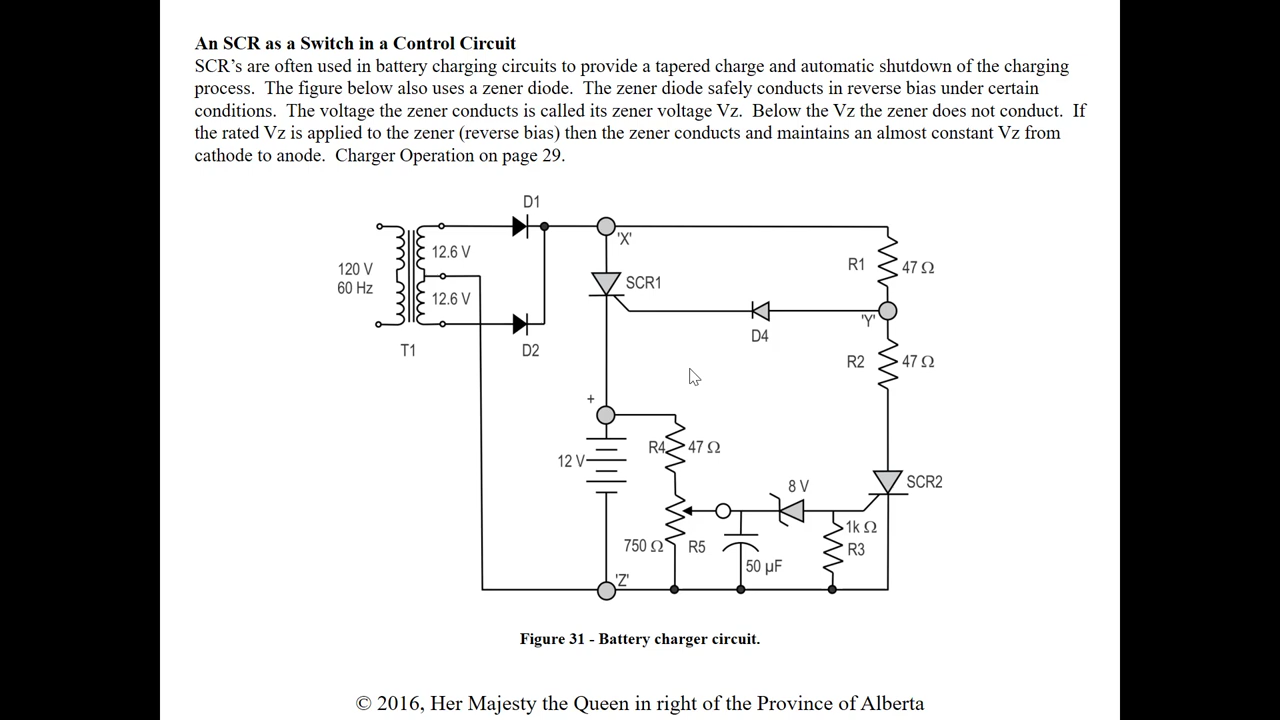 An SCR as a Switch in a Control Circuit
SCR's are often used in battery charging circuits to provide a tapered charge and automatic shutdown of the charging
process. The figure below also uses a zener diode. The zener diode safely conducts in reverse bias under certain
conditions. The voltage the zener conducts is called its zener voltage Vz. Below the Vz the zener does not conduct. If
the rated Vz is applied to the zener (reverse bias) then the zener conducts and maintains an almost constant Vz from
cathode to anode. Charger Operation on page 29.
D1
'X'
12.6 V
R1
47 Ω
120 V
60 Hz
SCR1
12.6 V
'Y'
D4
T1
D2
R2
47 Ω
+
R4
47 Ω
12 V
8 V
SCR2
1k Ω
R3
750 Ω
R5
50 µF
'Z'
Figure 31 - Battery charger circuit.
© 2016, Her Majesty the Queen in right of the Province of Alberta